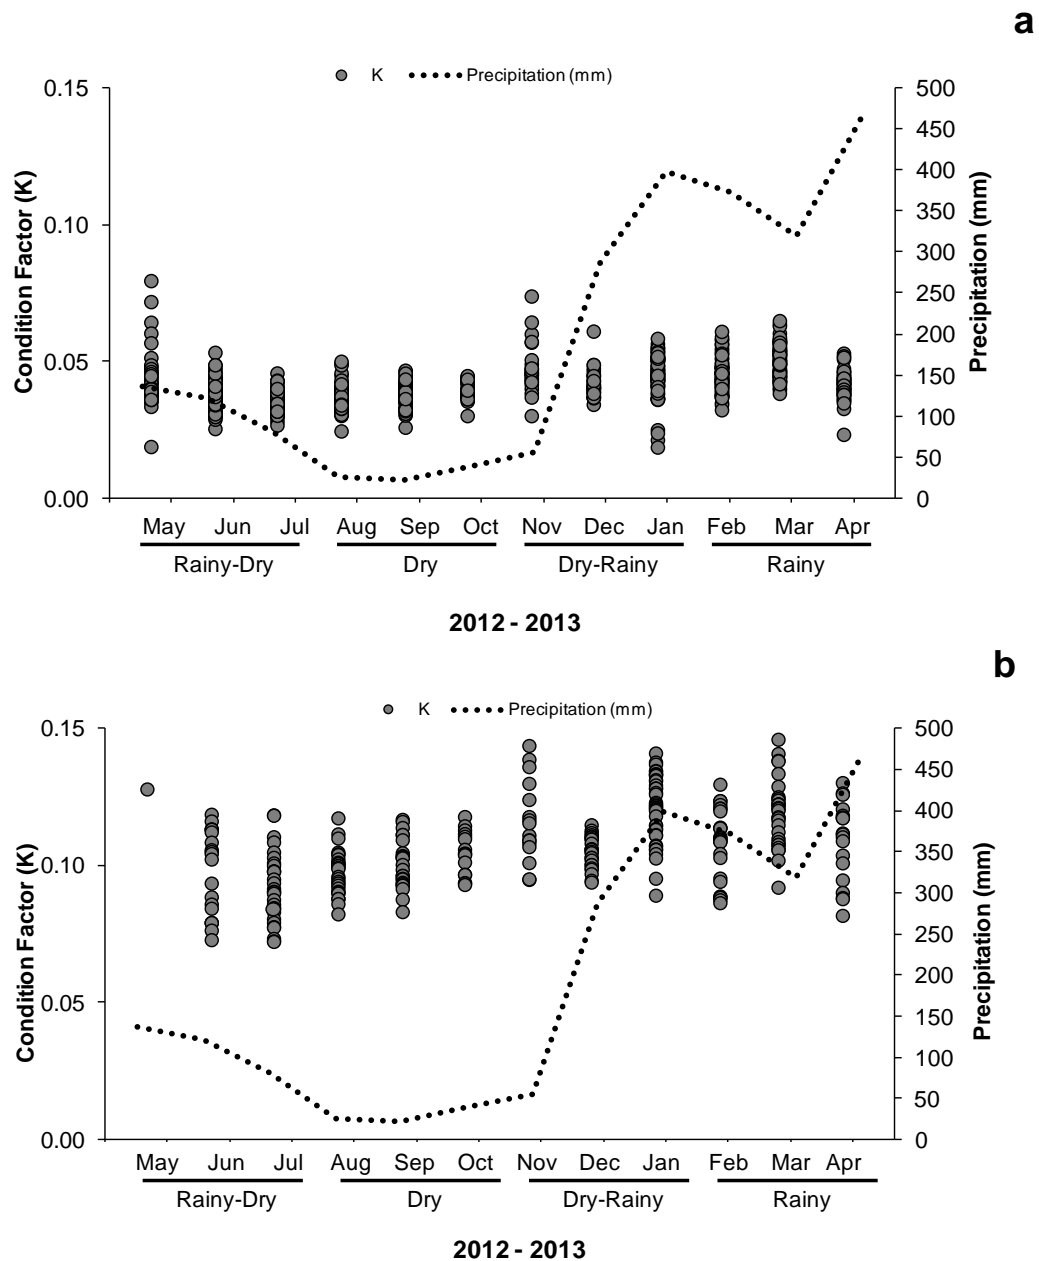 a
K Precipitation (mm)
0.15
0.10
0.05
0.00
Condition Factor (K)
500
450
400
350
300
250
200
150
100
50
0
Precipitation (mm)
May Jun Jul Aug Sep Oct Nov Dec Jan Feb Mar Apr
Rainy-Dry Dry Dry-Rainy Rainy
2012 - 2013
b
K Precipitation (mm)
0.15
0.10
0.05
0.00
Condition Factor (K)
500
450
400
350
300
250
200
150
100
50
0
Precipitation (mm)
May Jun Jul Aug Sep Oct Nov Dec Jan Feb Mar Apr
Rainy-Dry Dry Dry-Rainy Rainy
2012 - 2013